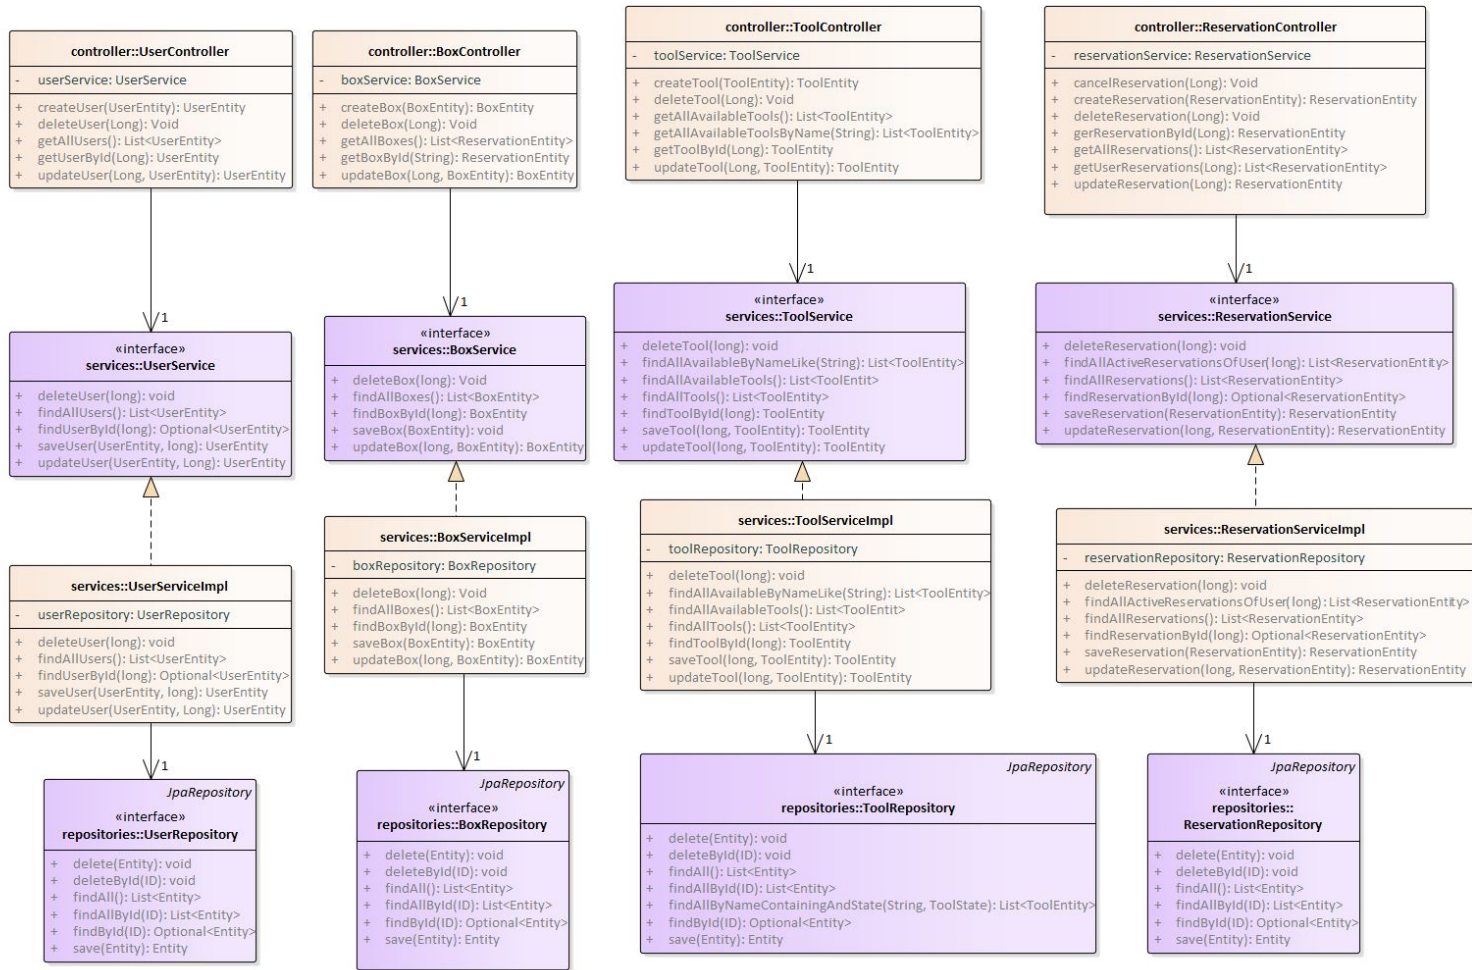 controller::UserController
- userService: UserService
+ createUser(UserEntity): UserEntity
+ deleteUser(Long): Void
+ getAllUsers(): List<UserEntity>
+ getUserById(Long): UserEntity
+ updateUser(Long, UserEntity): UserEntity
1
«interface»
services::UserService
+ deleteUser(long): void
+ findAllUsers(): List<UserEntity>
+ findUserById(long): Optional<UserEntity>
+ saveUser(UserEntity, long): UserEntity
+ updateUser(UserEntity, Long): UserEntity
services::UserServiceImpl
- userRepository: UserRepository
+ deleteUser(long): void
+ findAllUsers(): List<UserEntity>
+ findUserById(long): Optional<UserEntity>
+ saveUser(UserEntity, long): UserEntity
+ updateUser(UserEntity, Long): UserEntity
1
JpaRepository
«interface»
repositories::UserRepository
+ delete(Entity): void
+ deleteById(ID): void
+ findAll(): List<Entity>
+ findAllById(ID): List<Entity>
+ findById(ID): Optional<Entity>
+ save(Entity): Entity
controller::BoxController
- boxService: BoxService
+ createBox(BoxEntity): BoxEntity
+ deleteBox(Long): Void
+ getAllBoxes(): List<ReservationEntity>
+ getBoxById(String): ReservationEntity
+ updateBox(Long, BoxEntity): BoxEntity
1
«interface»
services::BoxService
+ deleteBox(long): Void
+ findAllBoxes(): List<BoxEntity>
+ findBoxById(long): BoxEntity
+ saveBox(BoxEntity): void
+ updateBox(long, BoxEntity): BoxEntity
services::BoxServiceImpl
- boxRepository: BoxRepository
+ deleteBox(long): Void
+ findAllBoxes(): List<BoxEntity>
+ findBoxById(long): BoxEntity
+ saveBox(BoxEntity): BoxEntity
+ updateBox(long, BoxEntity): BoxEntity
1
JpaRepository
«interface»
repositories::BoxRepository
+ delete(Entity): void
+ deleteById(ID): void
+ findAll(): List<Entity>
+ findAllById(ID): List<Entity>
+ findById(ID): Optional<Entity>
+ save(Entity): Entity
controller::ToolController
- toolService: ToolService
+ createTool(ToolEntity): ToolEntity
+ deleteTool(Long): Void
+ getAllAvailableTools(): List<ToolEntity>
+ getAllAvailableToolsByName(String): List<ToolEntity>
+ getToolById(Long): ToolEntity
+ updateTool(Long, ToolEntity): ToolEntity
1
«interface»
services::ToolService
+ deleteTool(long): void
+ findAllAvailableByNameLike(String): List<ToolEntity>
+ findAllAvailableTools(): List<ToolEntit>
+ findAllTools(): List<ToolEntity>
+ findToolById(long): ToolEntity
+ saveTool(long, ToolEntity): ToolEntity
+ updateTool(long, ToolEntity): ToolEntity
services::ToolServiceImpl
- toolRepository: ToolRepository
+ deleteTool(long): void
+ findAllAvailableByNameLike(String): List<ToolEntity>
+ findAllAvailableTools(): List<ToolEntit>
+ findAllTools(): List<ToolEntity>
+ findToolById(long): ToolEntity
+ saveTool(long, ToolEntity): ToolEntity
+ updateTool(long, ToolEntity): ToolEntity
1
JpaRepository
«interface»
repositories::ToolRepository
+ delete(Entity): void
+ deleteById(ID): void
+ findAll(): List<Entity>
+ findAllById(ID): List<Entity>
+ findAllByNameContainingAndState(String, ToolState): List<ToolEntity>
+ findById(ID): Optional<Entity>
+ save(Entity): Entity
controller::ReservationController
- reservationService: ReservationService
+ cancelReservation(Long): Void
+ createReservation(ReservationEntity): ReservationEntity
+ deleteReservation(Long): Void
+ gerReservationById(Long): ReservationEntity
+ getAllReservations(): List<ReservationEntity>
+ getUserReservations(Long): List<ReservationEntity>
+ updateReservation(Long): ReservationEntity
1
«interface»
services::ReservationService
+ deleteReservation(long): void
+ findAllActiveReservationsOfUser(long): List<ReservationEntity>
+ findAllReservations(): List<ReservationEntity>
+ findReservationById(long): Optional<ReservationEntity>
+ saveReservation(ReservationEntity): ReservationEntity
+ updateReservation(long, ReservationEntity): ReservationEntity
services::ReservationServiceImpl
- reservationRepository: ReservationRepository
+ deleteReservation(long): void
+ findAllActiveReservationsOfUser(long): List<ReservationEntity>
+ findAllReservations(): List<ReservationEntity>
+ findReservationById(long): Optional<ReservationEntity>
+ saveReservation(ReservationEntity): ReservationEntity
+ updateReservation(long, ReservationEntity): ReservationEntity
1
JpaRepository
«interface»
repositories::
ReservationRepository
+ delete(Entity): void
+ deleteById(ID): void
+ findAll(): List<Entity>
+ findAllById(ID): List<Entity>
+ findById(ID): Optional<Entity>
+ save(Entity): Entity